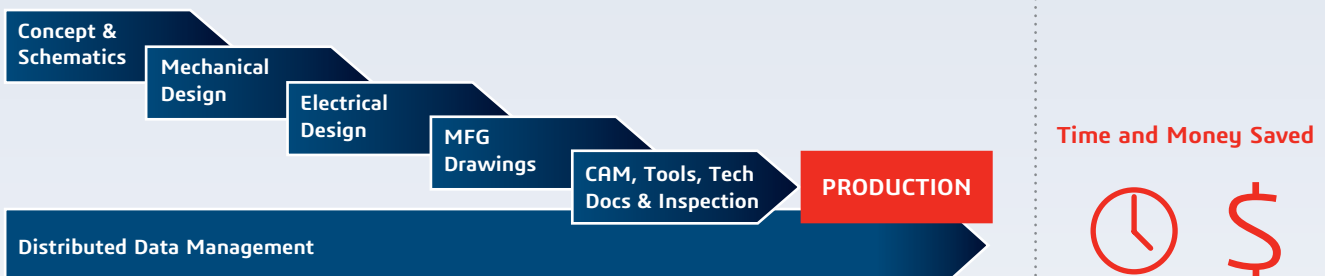 Concept &
Schematics
Mechanical
Design
Electrical
Design
MFG
Drawings
CAM, Tools, Tech
Docs & Inspection
PRODUCTION
Distributed Data Management
Time and Money Saved
$